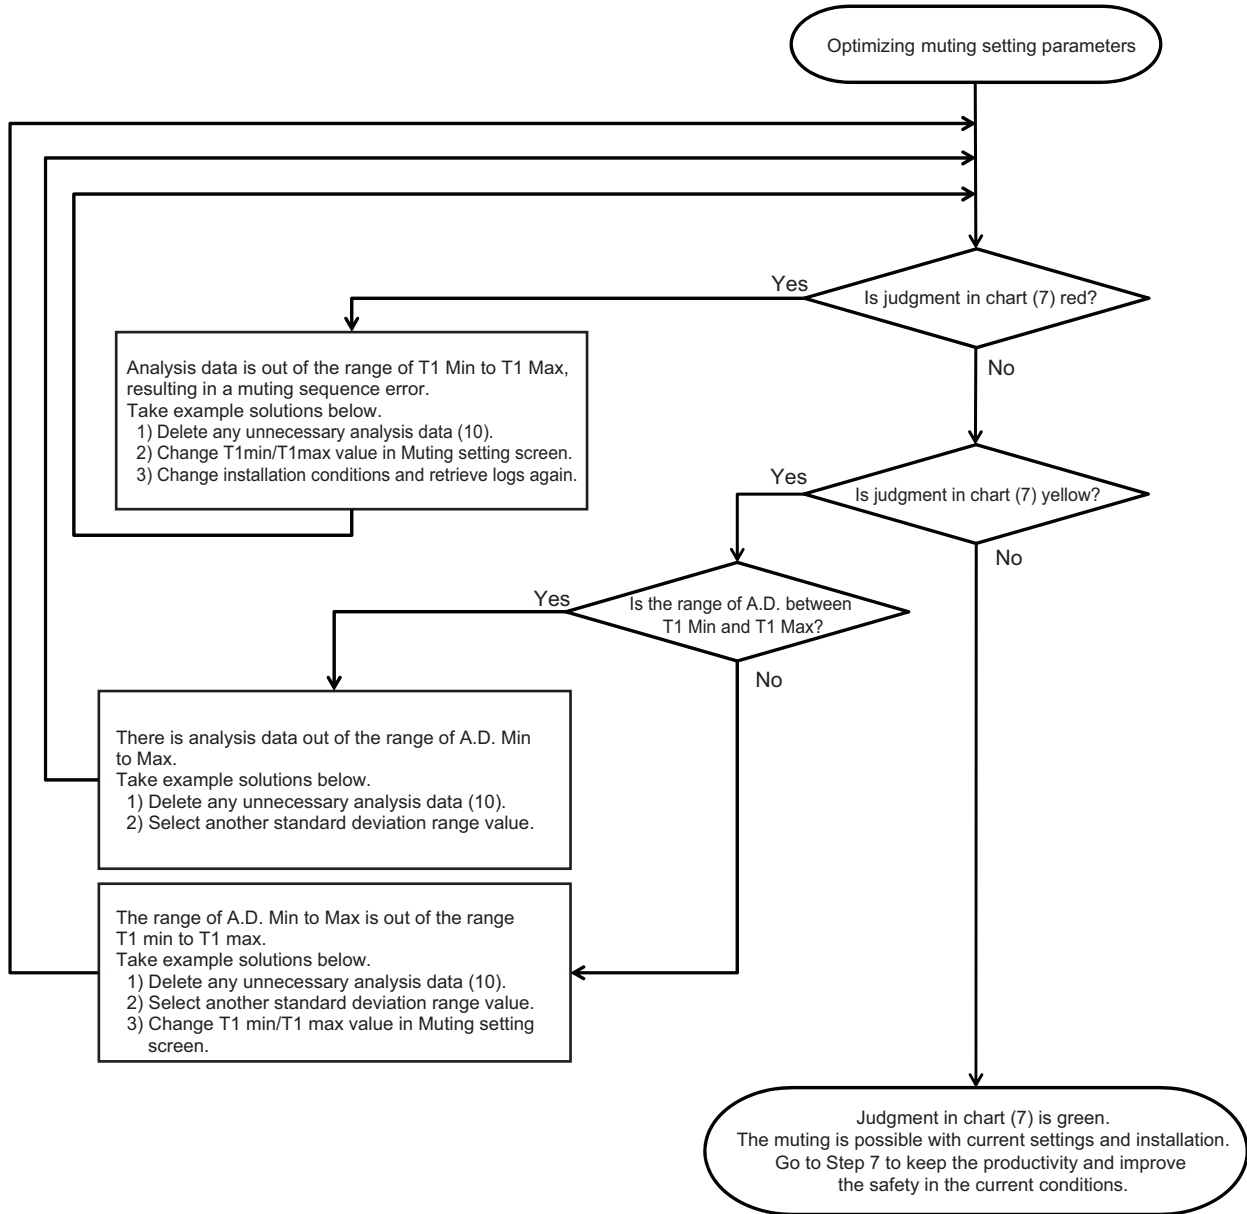 Optimizing muting setting parameters
Yes
Is judgment in chart (7) red?
No
Analysis data is out of the range of T1 Min to T1 Max,
resulting in a muting sequence error.
Take example solutions below.
1) Delete any unnecessary analysis data (10).
2) Change T1min/T1max value in Muting setting screen.
3) Change installation conditions and retrieve logs again.
Yes
Is judgment in chart (7) yellow?
No
Yes
Is the range of A.D. between
T1 Min and T1 Max?
No
There is analysis data out of the range of A.D. Min
to Max.
Take example solutions below.
1) Delete any unnecessary analysis data (10).
2) Select another standard deviation range value.
The range of A.D. Min to Max is out of the range
T1 min to T1 max.
Take example solutions below.
1) Delete any unnecessary analysis data (10).
2) Select another standard deviation range value.
3) Change T1 min/T1 max value in Muting setting
screen.
Judgment in chart (7) is green.
The muting is possible with current settings and installation.
Go to Step 7 to keep the productivity and improve
the safety in the current conditions.